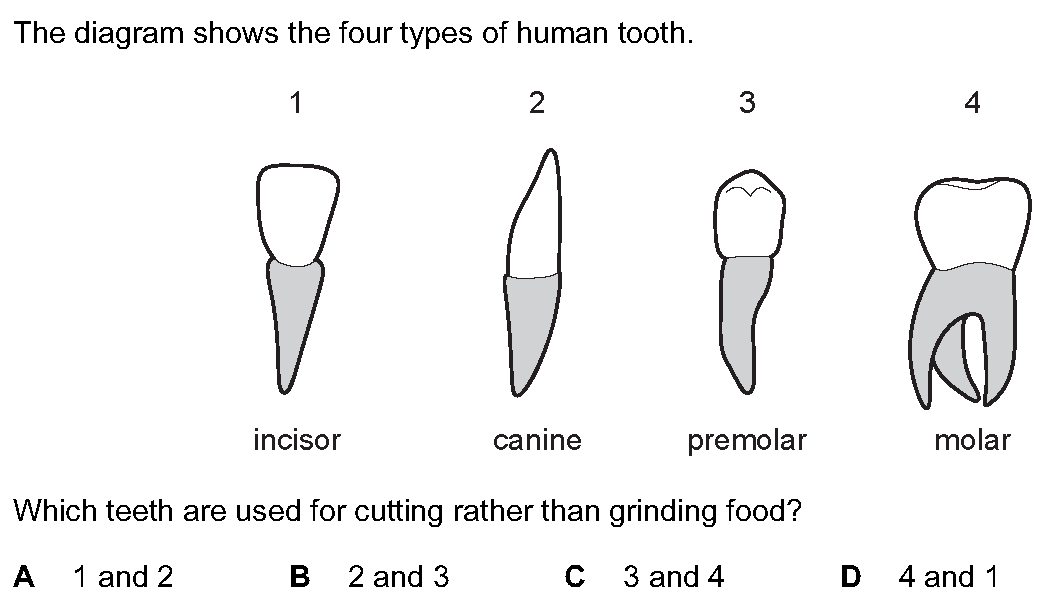 The diagram shows the four types of human tooth.
1 2 3 4
incisor canine premolar molar
Which teeth are used for cutting rather than grinding food?
A 1 and 2 B 2 and 3 C 3 and 4 D 4 and 1